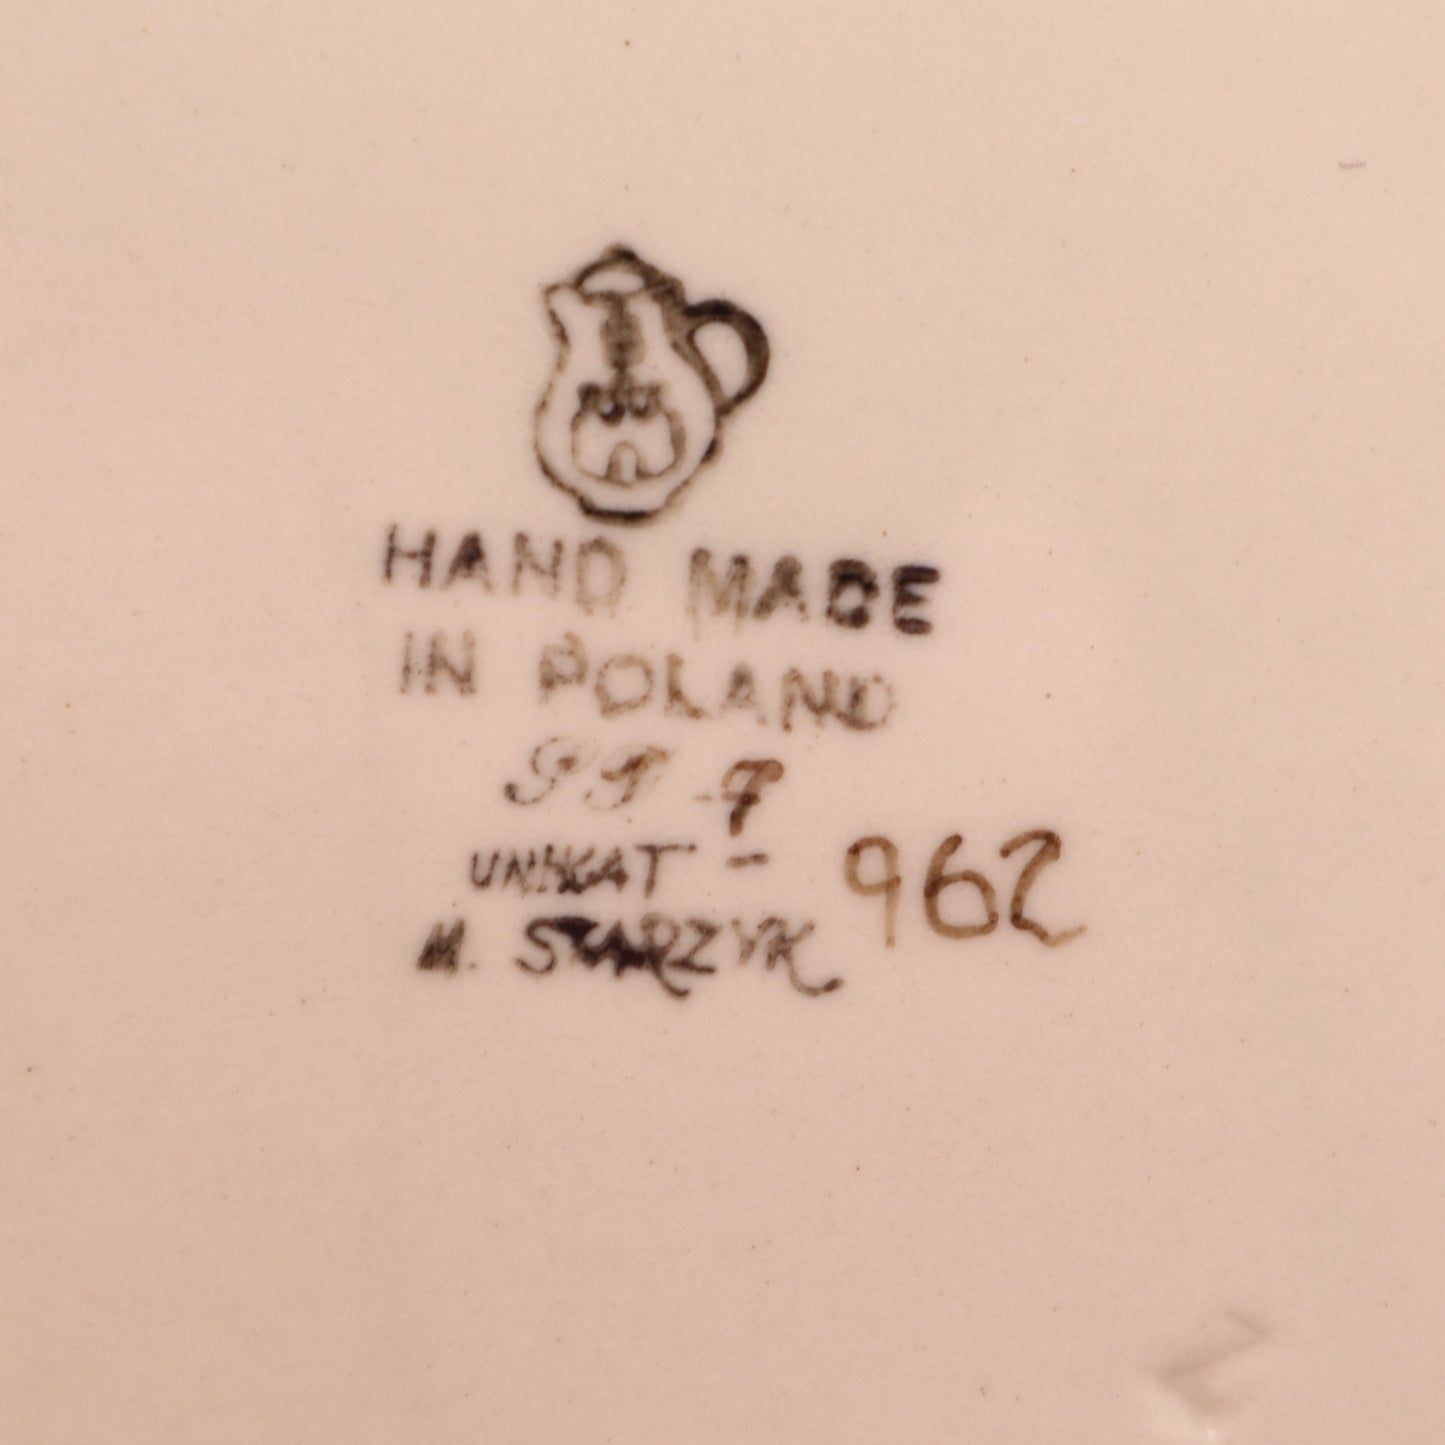 HAND MADE
IN POLAND
UNIKAT - 962
M. STARZYK
Z